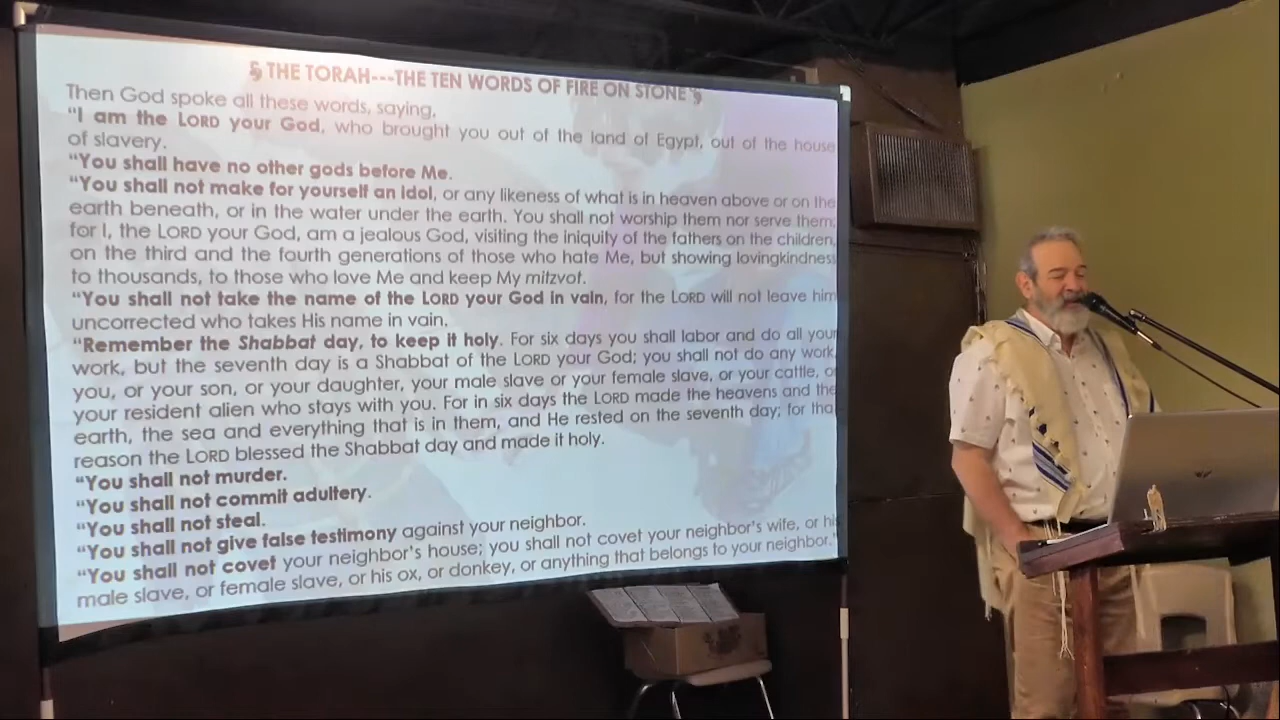 THE TORAH---THE TEN WORDS OF FIRE ON STONE
Then God spoke all these words, saying,
“I am the LORD your God, who brought you out of the land of Egypt, out of the house
of slavery.
“You shall have no other gods before Me.
“You shall not make for yourself an idol, or any likeness of what is in heaven above or on the
earth beneath, or in the water under the earth. You shall not worship them nor serve them,
for I, the LORD your God, am a jealous God, visiting the iniquity of the fathers on the children,
on the third and the fourth generations of those who hate Me, but showing lovingkindness
to thousands, to those who love Me and keep My mitzvot.
“You shall not take the name of the LORD your God in vain, for the LORD will not leave him
uncorrected who takes His name in vain.
“Remember the Shabbat day, to keep it holy. For six days you shall labor and do all your
work, but the seventh day is a Shabbat of the LORD your God; you shall not do any work,
you, or your son, or your daughter, your male slave or your female slave, or your cattle, o
your resident alien who stays with you. For in six days the LORD made the heavens and the
earth, the sea and everything that is in them, and He rested on the seventh day; for tha
reason the LORD blessed the Shabbat day and made it holy.
“You shall not murder.
“You shall not commit adultery.
“You shall not steal.
“You shall not give false testimony against your neighbor.
“You shall not covet your neighbor’s house; you shall not covet your neighbor’s wife, or his
male slave, or female slave, or his ox, or donkey, or anything that belongs to your neighbor.”